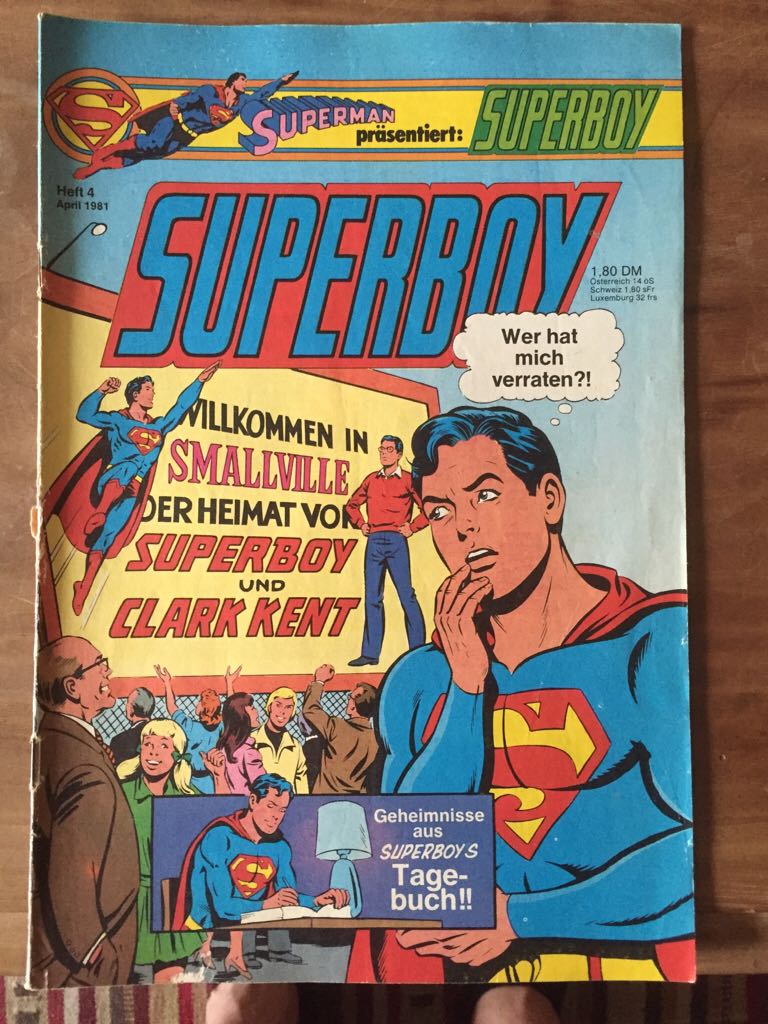 SUPERMAN
präsentiert:
SUPERBOY
Heft 4
April 1981
SUPERBOY
1,80 DM
Österreich 14 öS
Schweiz 1,80 sFr
Luxemburg 32 frs
Wer hat
mich
verraten?!
WILLKOMMEN IN
SMALLVILLE
DER HEIMAT VON
SUPERBOY
UND
CLARK KENT
Geheimnisse
aus
SUPERBOYS
Tage-
buch!!